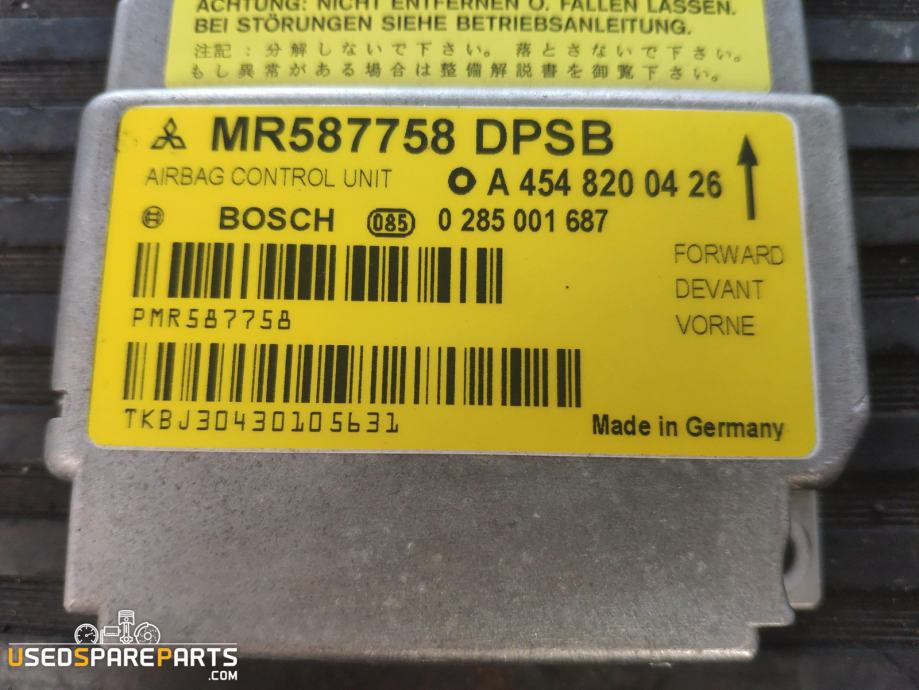 ACHTUNG: NICHT ENTFERNEN O. FALLEN LASSEN.
BEI STÖRUNGEN SIEHE BETRIEBSANLEITUNG.
注記：分解しないで下さい。落とさないで下さい。
もし異常がある場合は整備解説書を御覧下さい。
MR587758 DPSB
AIRBAG CONTROL UNIT A 454 820 04 26
BOSCH 085 0 285 001 687
FORWARD
DEVANT
PMR587758
VORNE
TKBJ30430105631
Made in Germany
USEDSPAREPARTS
.COM